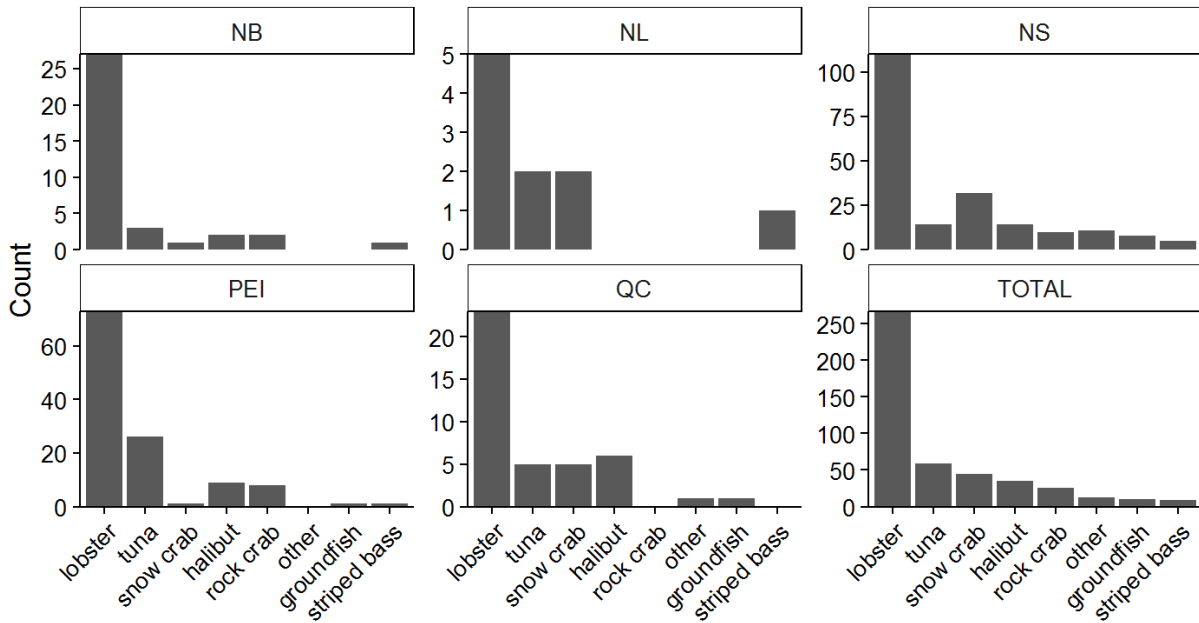 NB
NL
NS
25
20
15
10
5
0
5
4
3
2
1
0
100
75
50
25
0
Count
PEI
QC
TOTAL
60
40
20
0
20
15
10
5
0
250
200
150
100
50
0
lobster
tuna
snow crab
halibut
rock crab
other
groundfish
striped bass
lobster
tuna
snow crab
halibut
rock crab
other
groundfish
striped bass
lobster
tuna
snow crab
halibut
rock crab
other
groundfish
striped bass